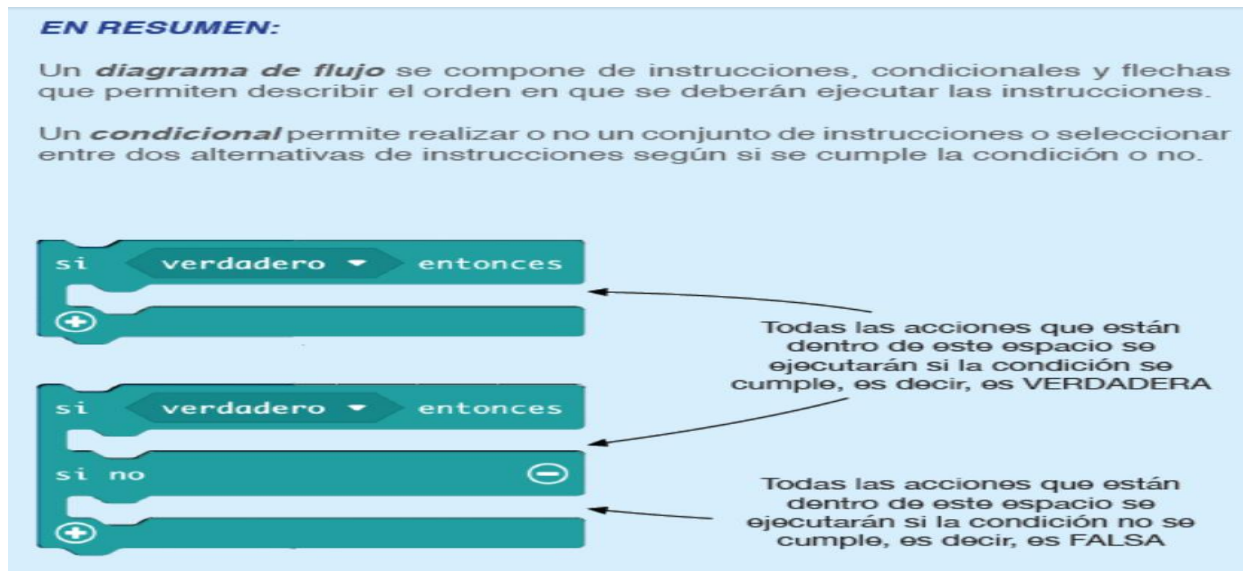 EN RESUMEN:
Un diagrama de flujo se compone de instrucciones, condicionales y flechas
que permiten describir el orden en que se deberán ejecutar las instrucciones.
Un condicional permite realizar o no un conjunto de instrucciones o seleccionar
entre dos alternativas de instrucciones según si se cumple la condición o no.
si verdadero entonces
Todas las acciones que están
dentro de este espacio se
ejecutarán si la condición se
cumple, es decir, es VERDADERA
si verdadero entonces
si no
Todas las acciones que están
dentro de este espacio se
ejecutarán si la condición no se
cumple, es decir, es FALSA